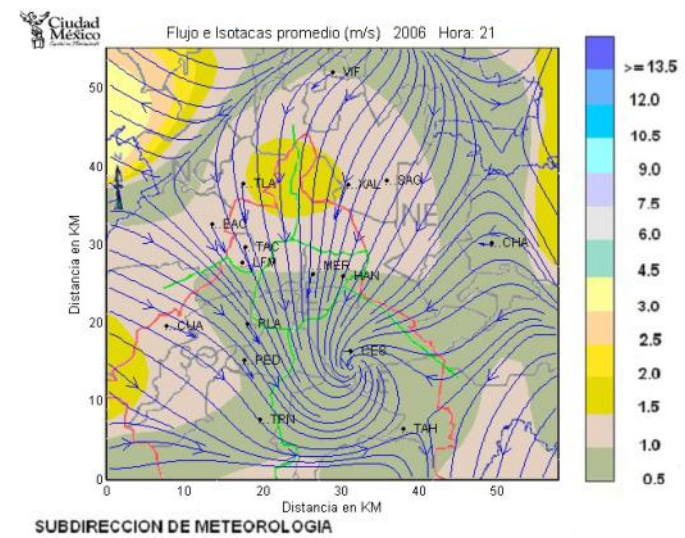 Ciudad
México
Flujo e Isotacas promedio (m/s) 2006 Hora: 21
>=13.5
12.0
10.5
9.0
7.5
6.0
4.5
3.0
2.5
2.0
1.5
1.0
0.5
50
40
30
20
10
0
Distancia en KM
VIF
TLA
XAL
SAG
NO
NE
EAC
TAC
CHA
LFM
MER
HAN
CUA
PLA
CES
PED
SO
TPN
TAH
0
10
20
30
40
50
Distancia en KM
SUBDIRECCION DE METEOROLOGIA